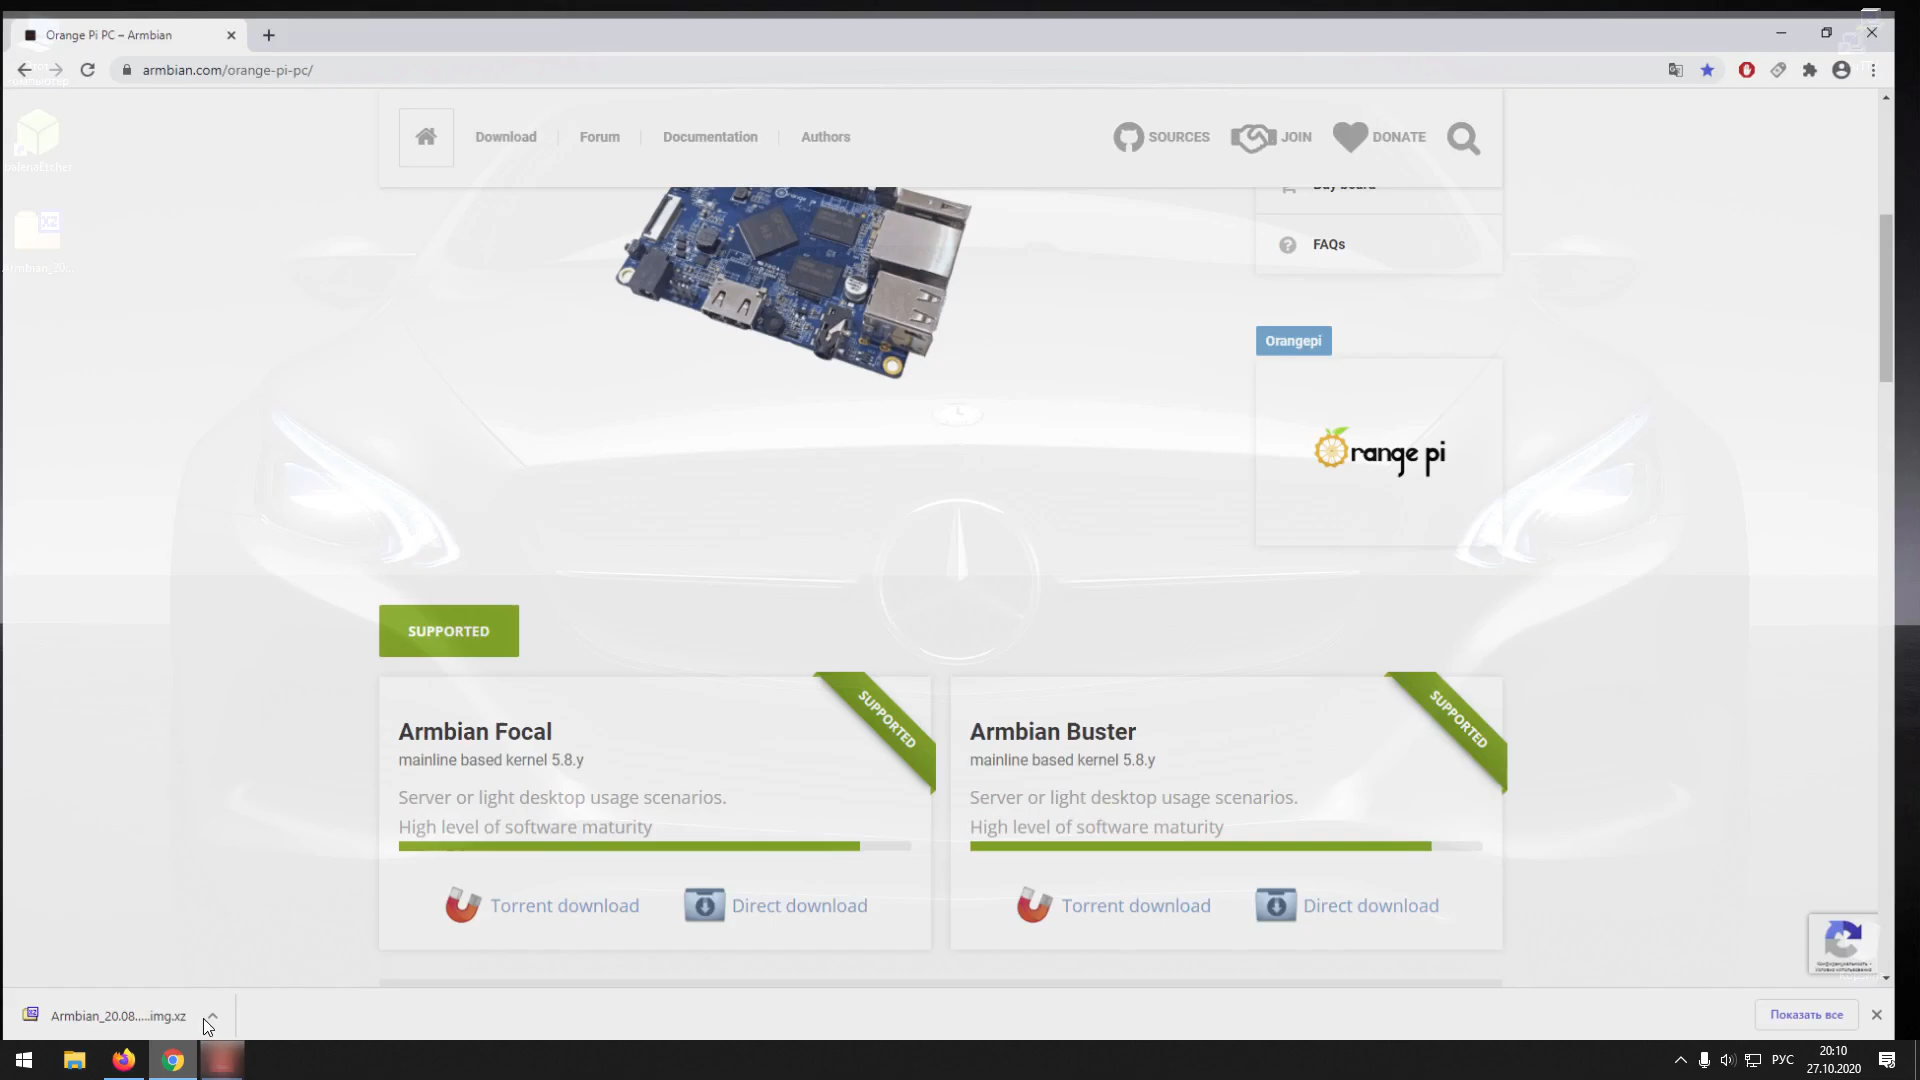 Orange Pi PC – Armbian
armbian.com/orange-pi-pc/
Download
Forum
Documentation
Authors
SOURCES
JOIN
DONATE
FAQs
Orangepi
range pi
SUPPORTED
SUPPORTED
Armbian Focal
mainline based kernel 5.8.y
Server or light desktop usage scenarios.
High level of software maturity
Torrent download
Direct download
SUPPORTED
Armbian Buster
mainline based kernel 5.8.y
Server or light desktop usage scenarios.
High level of software maturity
Torrent download
Direct download
Armbian_20.08.....img.xz
Показать все
РУС
20:10
27.10.2020